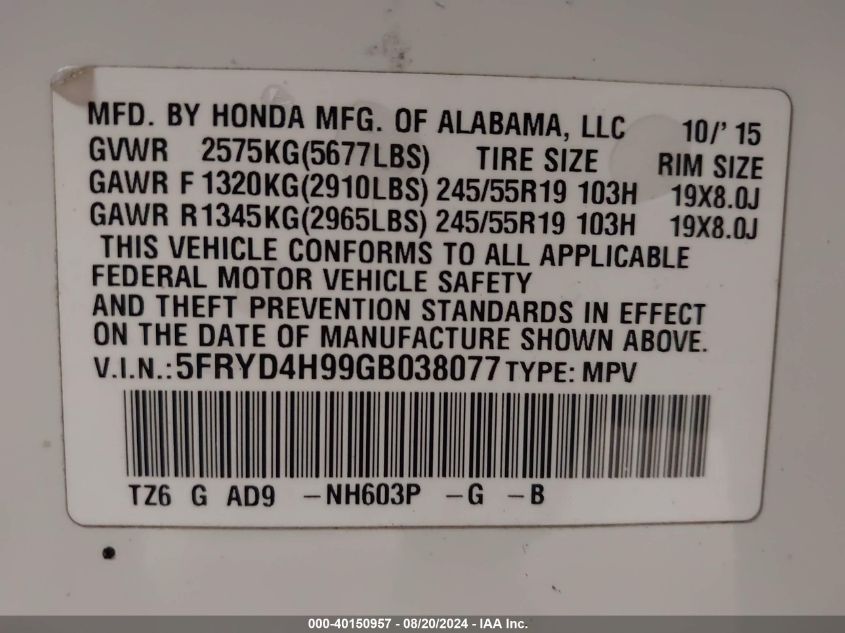 MFD. BY HONDA MFG. OF ALABAMA, LLC 10/'15
GVWR 2575KG(5677LBS) TIRE SIZE RIM SIZE
GAWR F 1320KG(2910LBS) 245/55R19 103H 19X8.0J
GAWR R 1345KG(2965LBS) 245/55R19 103H 19X8.0J
THIS VEHICLE CONFORMS TO ALL APPLICABLE
FEDERAL MOTOR VEHICLE SAFETY
AND THEFT PREVENTION STANDARDS IN EFFECT
ON THE DATE OF MANUFACTURE SHOWN ABOVE.
V.I.N.:5FRYD4H99GB038077 TYPE: MPV
TZ6 G AD9 -NH603P -G -B
000-40150957 - 08/20/2024 - IAA Inc.